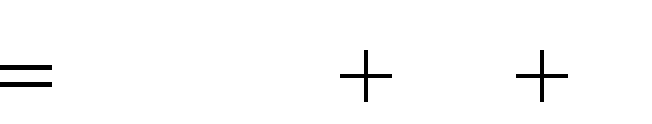 = + +